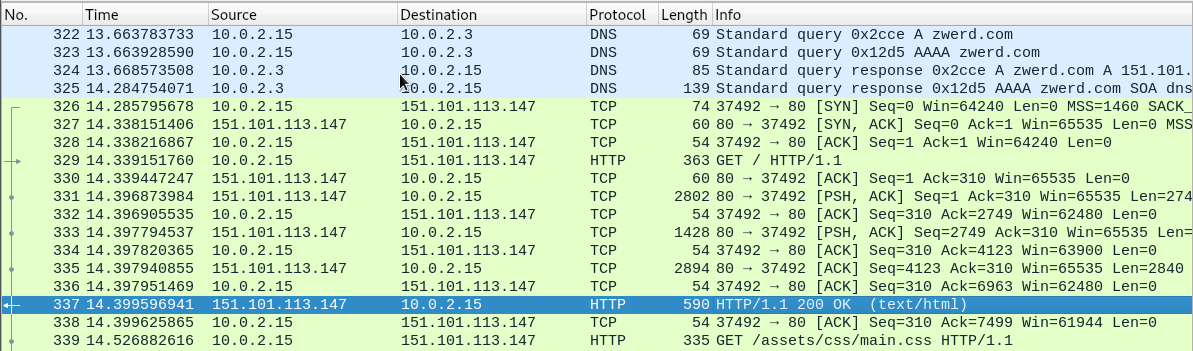 No. Time Source Destination Protocol Length Info
322 13.663783733 10.0.2.15 10.0.2.3 DNS 69 Standard query 0x2cce A zwerd.com
323 13.663928590 10.0.2.15 10.0.2.3 DNS 69 Standard query 0x12d5 AAAA zwerd.com
324 13.668573508 10.0.2.3 10.0.2.15 DNS 85 Standard query response 0x2cce A zwerd.com A 151.101.
325 14.284754071 10.0.2.3 10.0.2.15 DNS 139 Standard query response 0x12d5 AAAA zwerd.com SOA dns
326 14.285795678 10.0.2.15 151.101.113.147 TCP 74 37492 → 80 [SYN] Seq=0 Win=64240 Len=0 MSS=1460 SACK_
327 14.338151406 151.101.113.147 10.0.2.15 TCP 60 80 → 37492 [SYN, ACK] Seq=0 Ack=1 Win=65535 Len=0 MSS
328 14.338216867 10.0.2.15 151.101.113.147 TCP 54 37492 → 80 [ACK] Seq=1 Ack=1 Win=64240 Len=0
329 14.339151760 10.0.2.15 151.101.113.147 HTTP 363 GET / HTTP/1.1
330 14.339447247 151.101.113.147 10.0.2.15 TCP 60 80 → 37492 [ACK] Seq=1 Ack=310 Win=65535 Len=0
331 14.396873984 151.101.113.147 10.0.2.15 TCP 2802 80 → 37492 [PSH, ACK] Seq=1 Ack=310 Win=65535 Len=274
332 14.396905535 10.0.2.15 151.101.113.147 TCP 54 37492 → 80 [ACK] Seq=310 Ack=2749 Win=62480 Len=0
333 14.397794537 151.101.113.147 10.0.2.15 TCP 1428 80 → 37492 [PSH, ACK] Seq=2749 Ack=310 Win=65535 Len=
334 14.397820365 10.0.2.15 151.101.113.147 TCP 54 37492 → 80 [ACK] Seq=310 Ack=4123 Win=63900 Len=0
335 14.397940855 151.101.113.147 10.0.2.15 TCP 2894 80 → 37492 [ACK] Seq=4123 Ack=310 Win=65535 Len=2840
336 14.397951469 10.0.2.15 151.101.113.147 TCP 54 37492 → 80 [ACK] Seq=310 Ack=6963 Win=62480 Len=0
337 14.399596941 151.101.113.147 10.0.2.15 HTTP 590 HTTP/1.1 200 OK (text/html)
338 14.399625865 10.0.2.15 151.101.113.147 TCP 54 37492 → 80 [ACK] Seq=310 Ack=7499 Win=61944 Len=0
339 14.526882616 10.0.2.15 151.101.113.147 HTTP 335 GET /assets/css/main.css HTTP/1.1